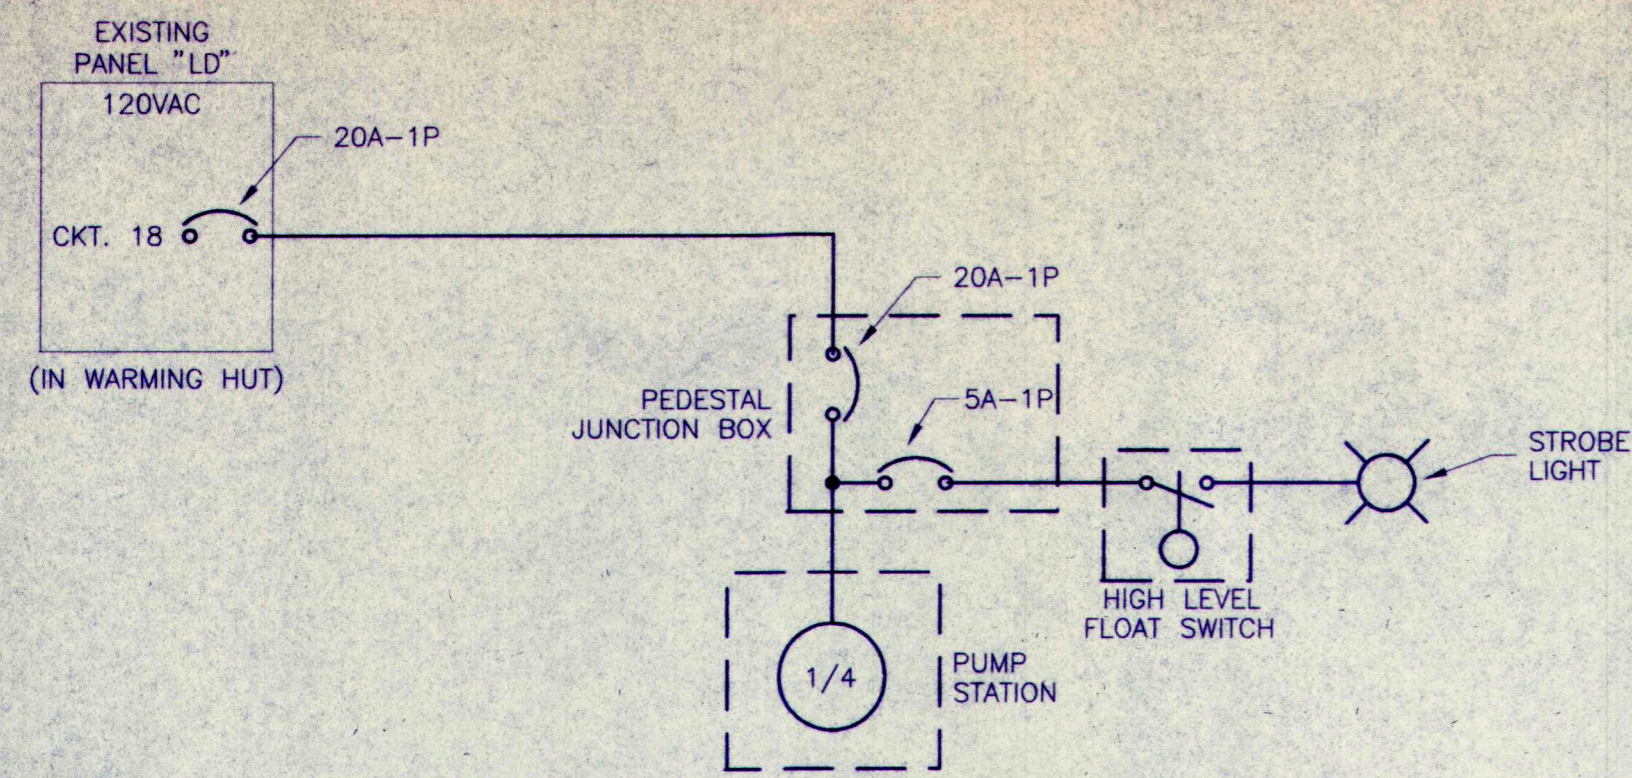 EXISTING
PANEL "LD"
120VAC
20A-1P
CKT. 18
(IN WARMING HUT)
20A-1P
PEDESTAL
JUNCTION BOX
5A-1P
STROBE
LIGHT
HIGH LEVEL
FLOAT SWITCH
1/4
PUMP
STATION